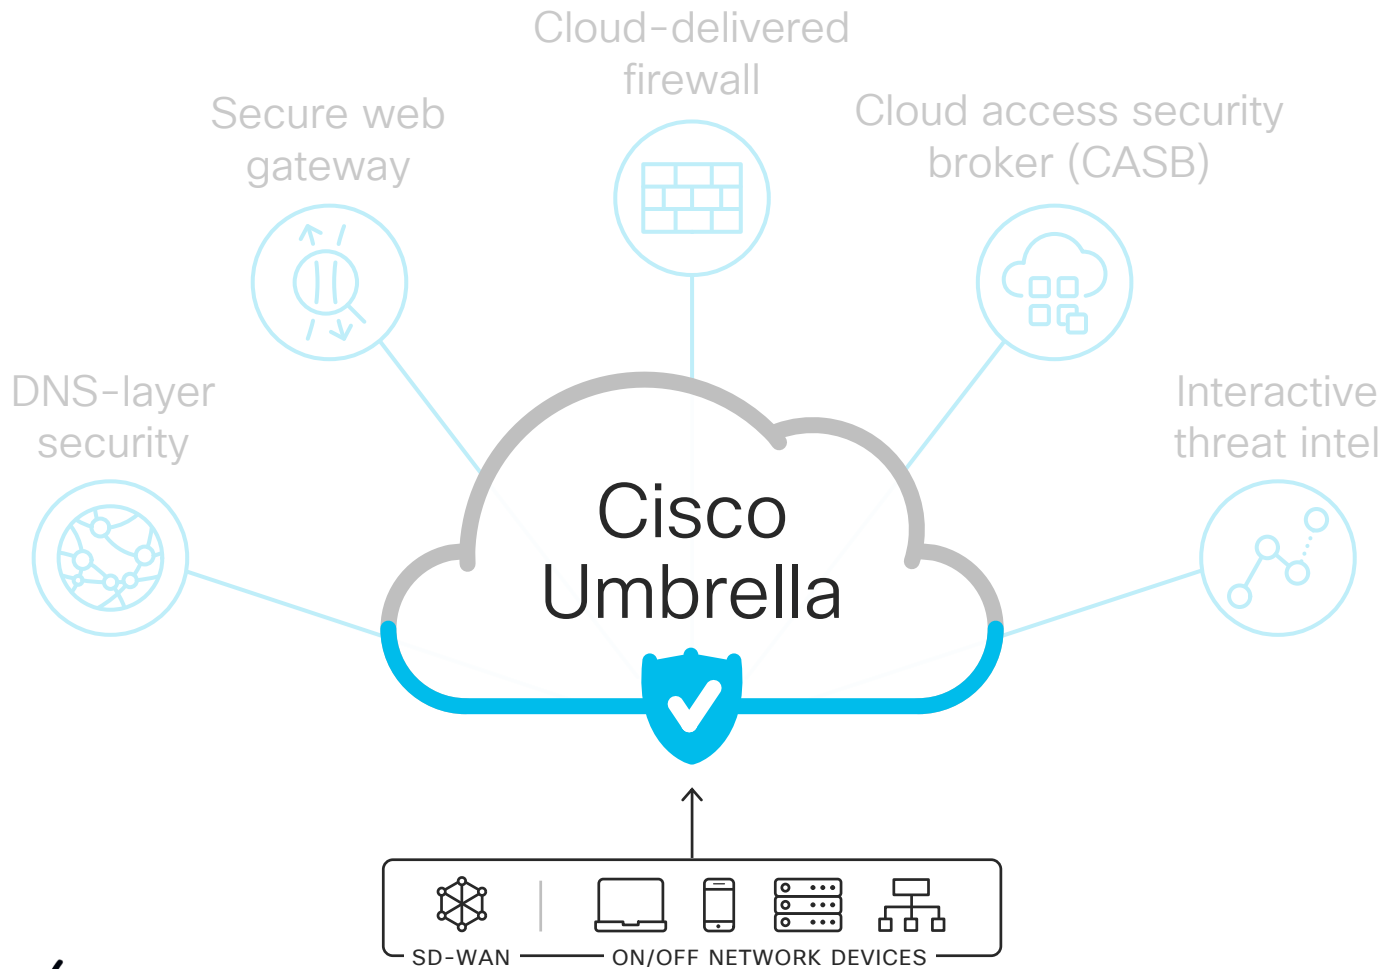 Cloud-delivered
firewall
Secure web
gateway
Cloud access security
broker (CASB)
DNS-layer
security
Interactive
threat intel
Cisco
Umbrella
SD-WAN
ON/OFF NETWORK DEVICES